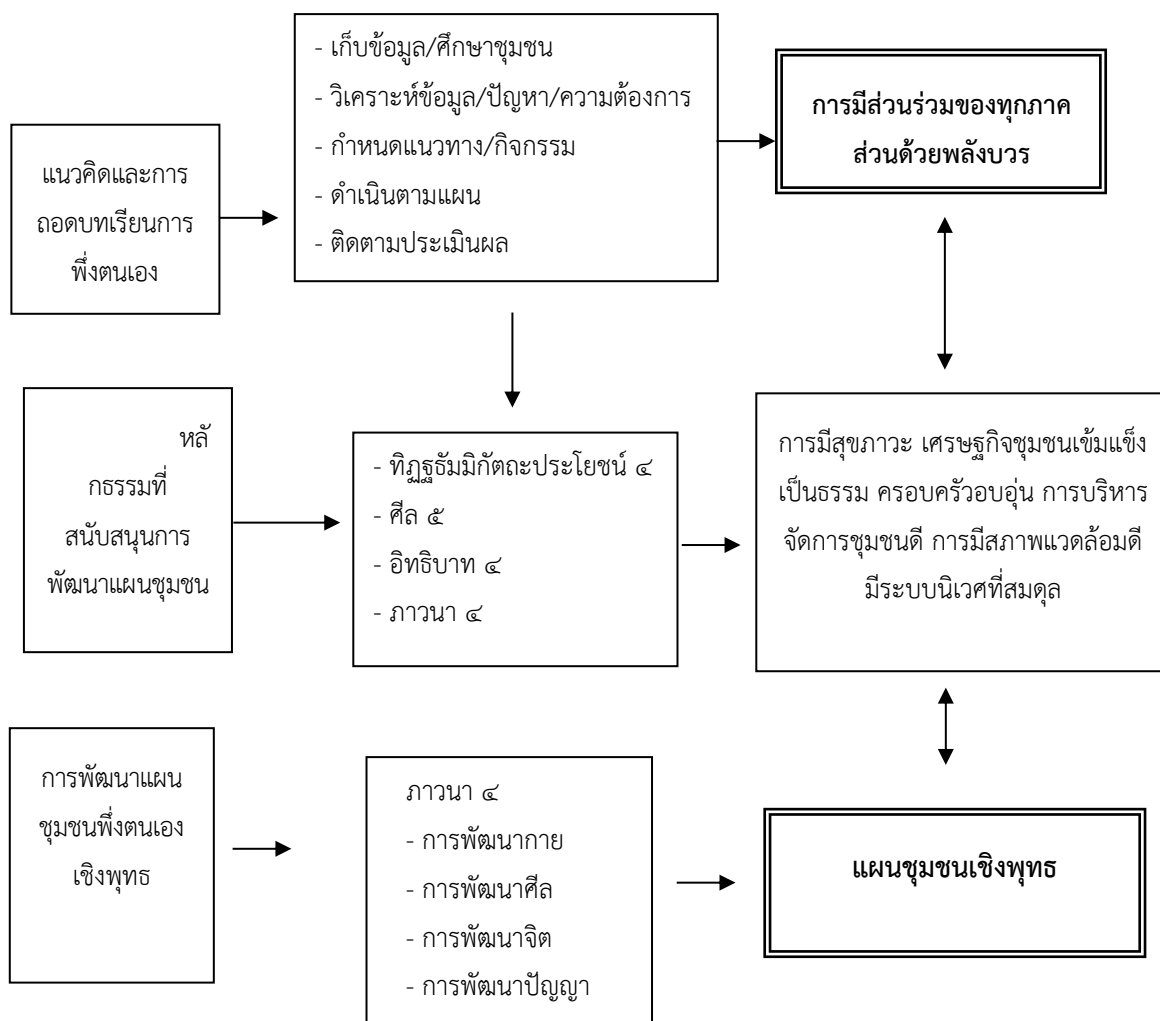 แนวคิดและการ
ถอดบทเรียนการ
พึ่งตนเอง
- เก็บข้อมูล/ศึกษาชุมชน
- วิเคราะห์ข้อมูล/ปัญหา/ความต้องการ
- กำหนดแนวทาง/กิจกรรม
- ดำเนินตามแผน
- ติดตามประเมินผล
การมีส่วนร่วมของทุกภาค
ส่วนด้วยพลังบวร
หลั
กธรรมที่
สนับสนุนการ
พัฒนาแผนชุมชน
- ทิฏฐธัมมิกัตถะประโยชน์ ๔
- ศีล ๕
- อิทธิบาท ๔
- ภาวนา ๔
การมีสุขภาวะ เศรษฐกิจชุมชนเข้มแข็ง
เป็นธรรม ครอบครัวอบอุ่น การบริหาร
จัดการชุมชนดี การมีสภาพแวดล้อมดี
มีระบบนิเวศที่สมดุล
การพัฒนาแผน
ชุมชนพึ่งตนเอง
เชิงพุทธ
ภาวนา ๔
- การพัฒนากาย
- การพัฒนาศีล
- การพัฒนาจิต
- การพัฒนาปัญญา
แผนชุมชนเชิงพุทธ